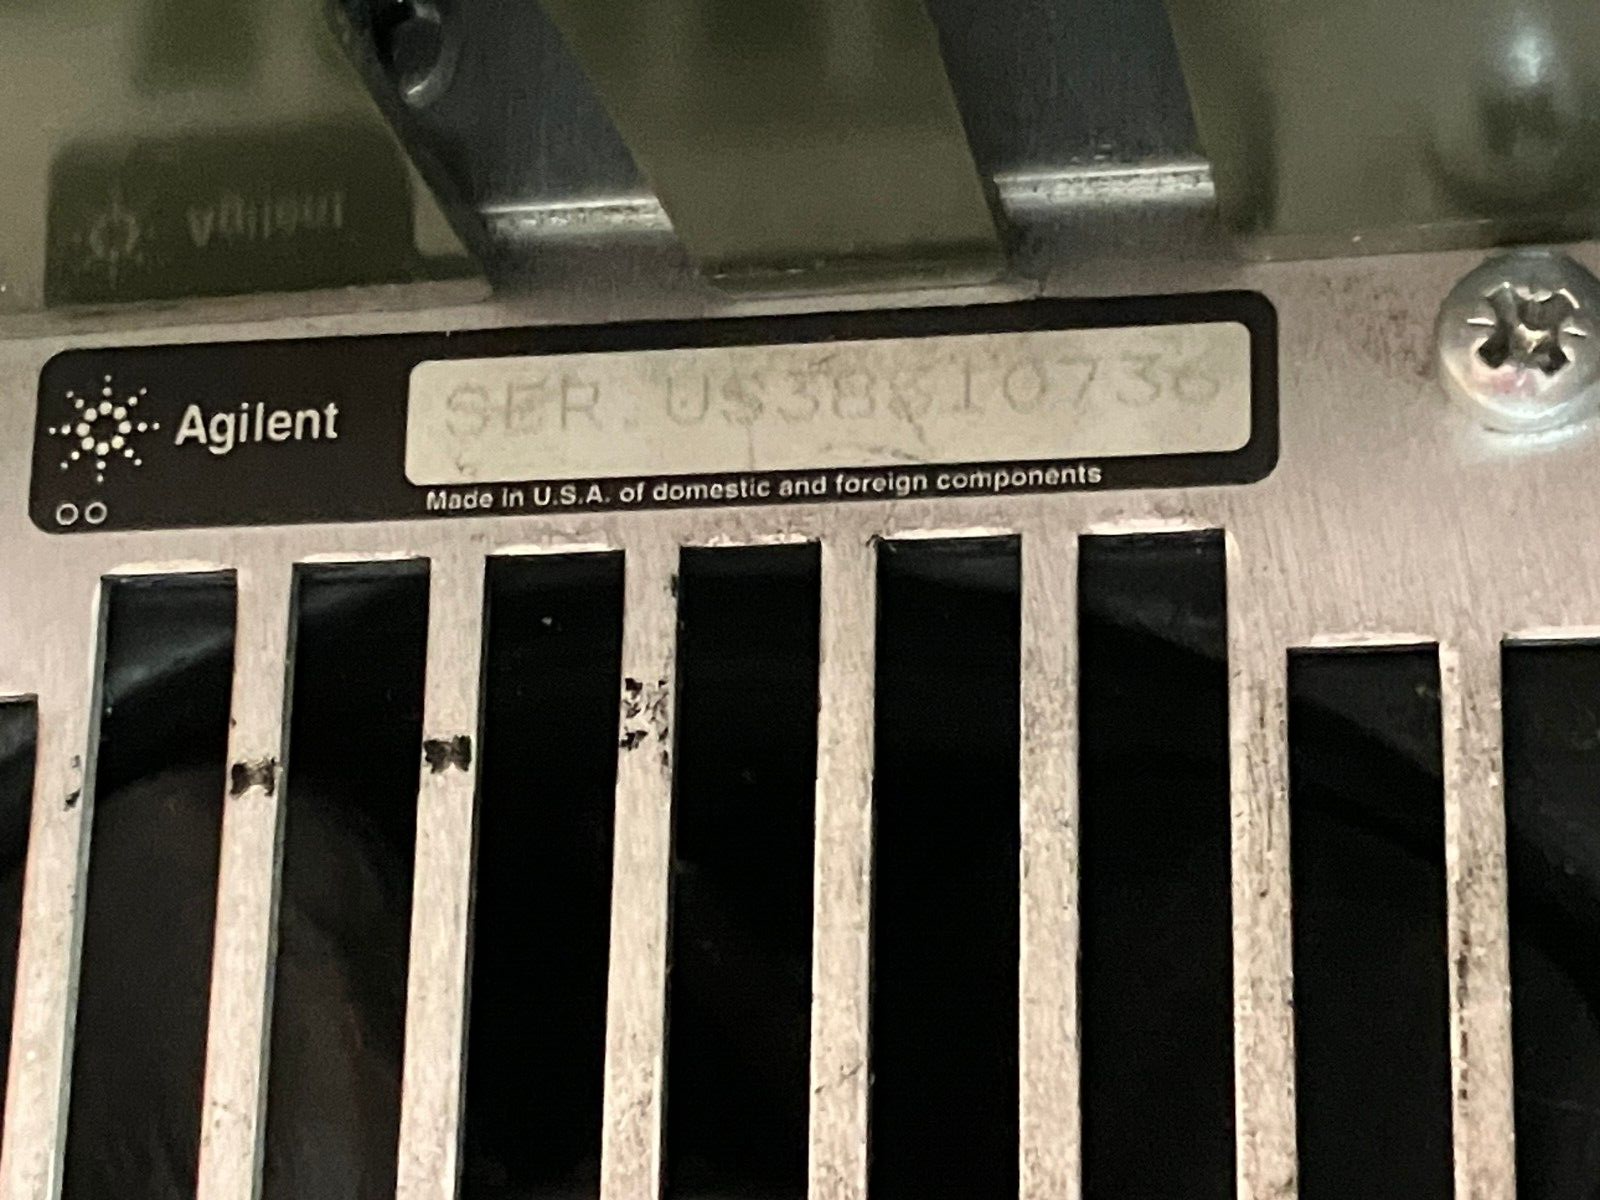 Agilent
SER. US38610736
Made in U.S.A. of domestic and foreign components